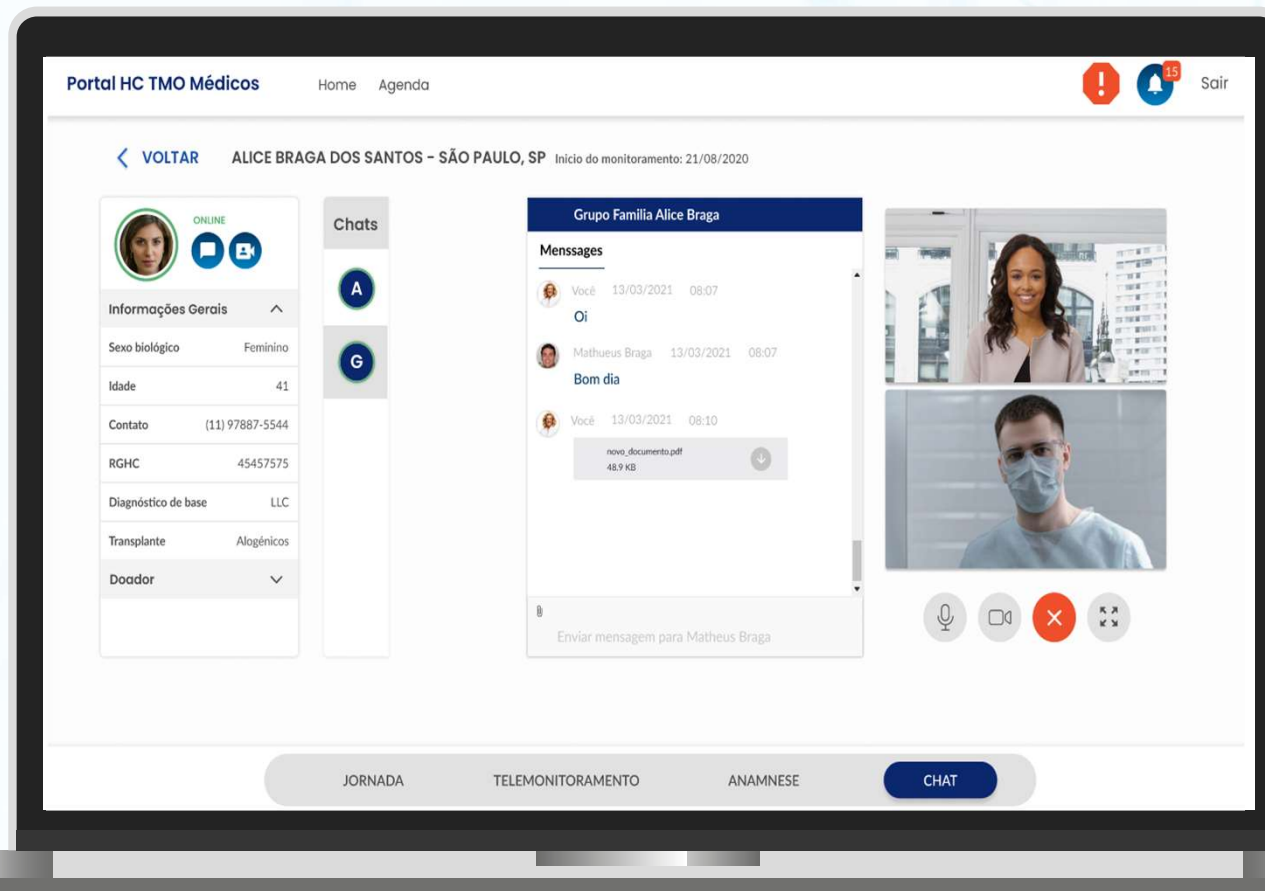 Portal HC TMO Médicos
Home Agenda
15
Sair
VOLTAR
ALICE BRAGA DOS SANTOS - SÃO PAULO, SP Inicio do monitoramento: 21/08/2020
ONLINE
Informações Gerais
Sexo biológico Feminino
Idade 41
Contato (11) 97887-5544
RGHC 45457575
Diagnóstico de base LLC
Transplante Alogénicos
Doador
Chats
A
G
Grupo Familia Alice Braga
Menssages
Você 13/03/2021 08:07
Oi
Mathueus Braga 13/03/2021 08:07
Bom dia
Você 13/03/2021 08:10
novo_documento.pdf
48.9 KB
Enviar mensagem para Matheus Braga
JORNADA TELEMONITORAMENTO ANAMNESE CHAT